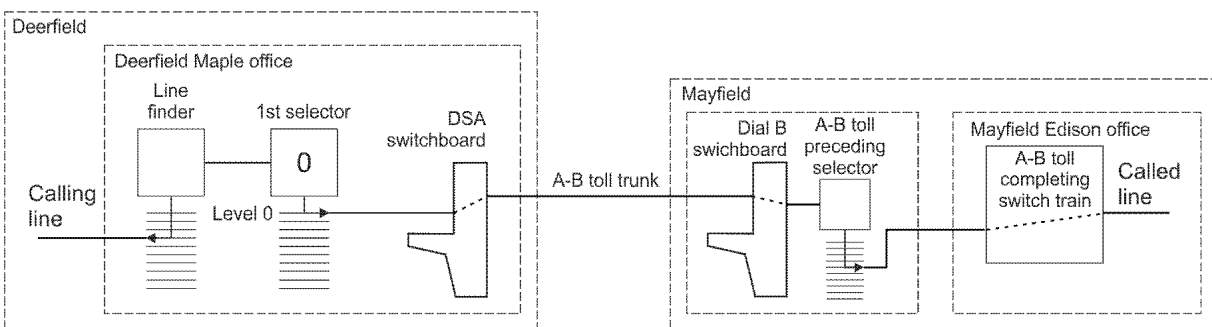 Deerfield
Deerfield Maple office
Line
finder
1st selector
0
DSA
switchboard
Calling
line
Level 0
A-B toll trunk
Mayfield
Dial B
swichboard
A-B toll
preceding
selector
Mayfield Edison office
A-B toll
completing
switch train
Called
line